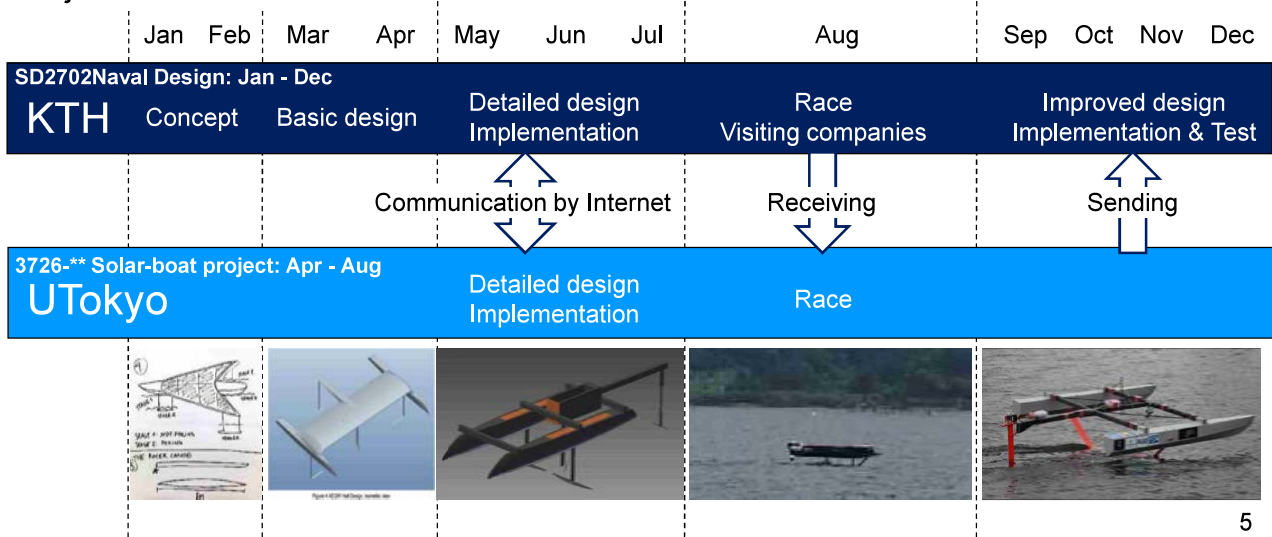 Jan Feb Mar Apr May Jun Jul Aug Sep Oct Nov Dec
SD2702Naval Design: Jan - Dec
KTH
Concept
Basic design
Detailed design
Implementation
Race
Visiting companies
Improved design
Implementation & Test
Communication by Internet
Receiving
Sending
3726-** Solar-boat project: Apr - Aug
UTokyo
Detailed design
Implementation
Race
5